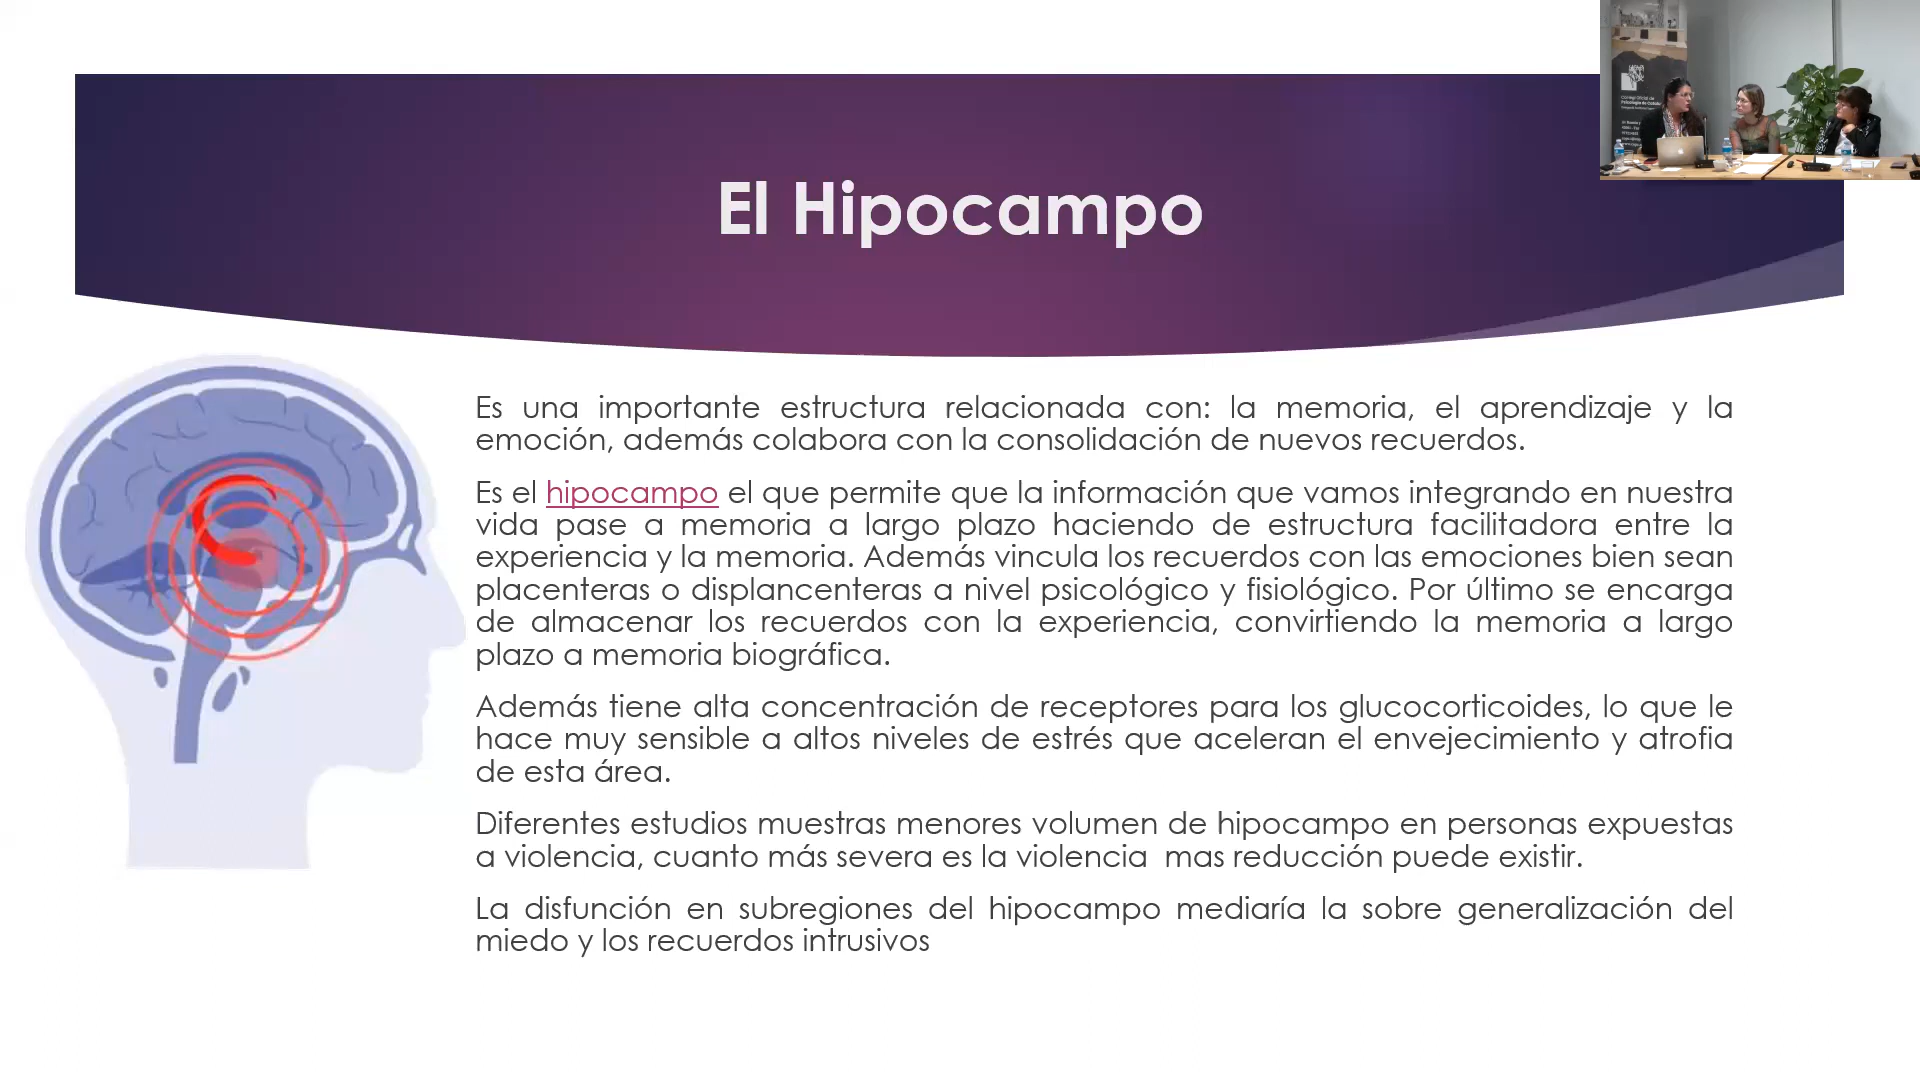 El Hipocampo
Es una importante estructura relacionada con: la memoria, el aprendizaje y la
emoción, además colabora con la consolidación de nuevos recuerdos.
Es el hipocampo el que permite que la información que vamos integrando en nuestra
vida pase a memoria a largo plazo haciendo de estructura facilitadora entre la
experiencia y la memoria. Además vincula los recuerdos con las emociones bien sean
placenteras o displancenteras a nivel psicológico y fisiológico. Por último se encarga
de almacenar los recuerdos con la experiencia, convirtiendo la memoria a largo
plazo a memoria biográfica.
Además tiene alta concentración de receptores para los glucocorticoides, lo que le
hace muy sensible a altos niveles de estrés que aceleran el envejecimiento y atrofia
de esta área.
Diferentes estudios muestras menores volumen de hipocampo en personas expuestas
a violencia, cuanto más severa es la violencia mas reducción puede existir.
La disfunción en subregiones del hipocampo mediaría la sobre generalización del
miedo y los recuerdos intrusivos